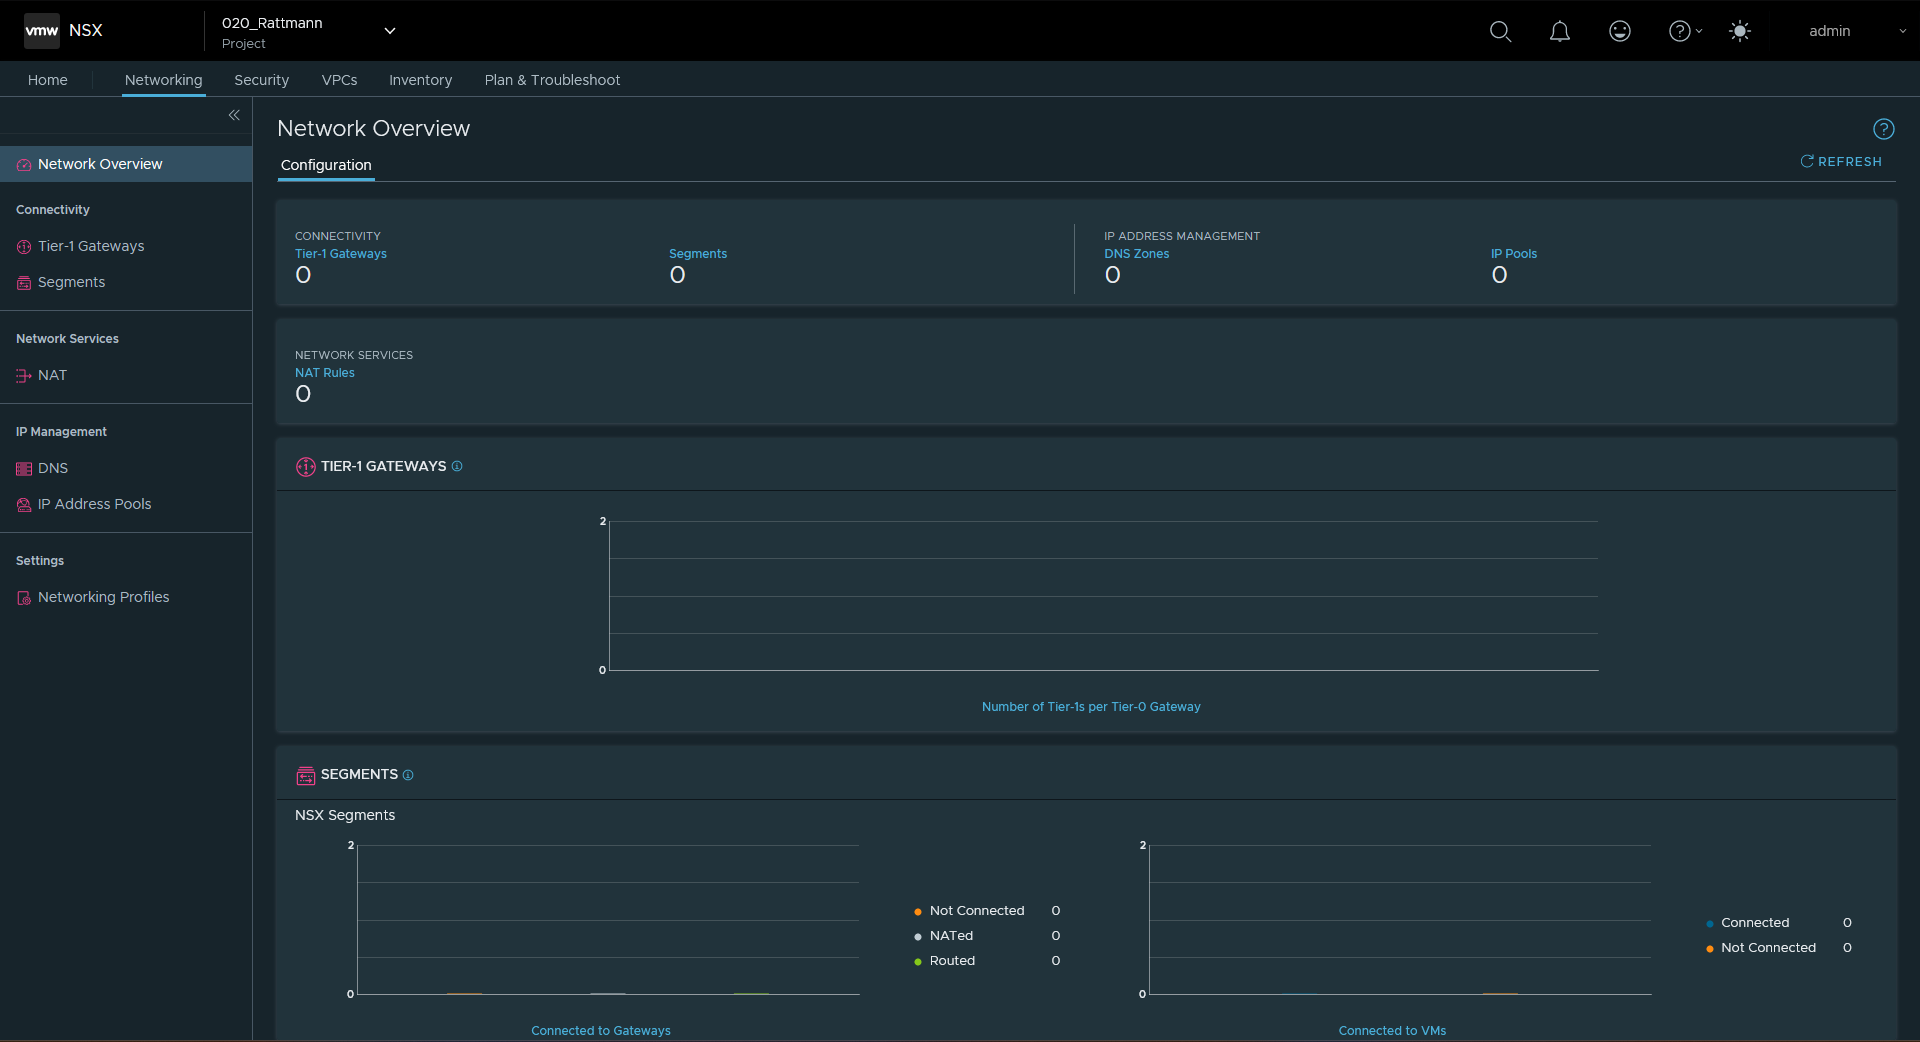 vmw NSX
020_Rattmann
Project
admin
Home
Networking
Security
VPCs
Inventory
Plan & Troubleshoot
Network Overview
Connectivity
Tier-1 Gateways
Segments
Network Services
NAT
IP Management
DNS
IP Address Pools
Settings
Networking Profiles
Network Overview
Configuration
REFRESH
CONNECTIVITY
Tier-1 Gateways
0
Segments
0
IP ADDRESS MANAGEMENT
DNS Zones
0
IP Pools
0
NETWORK SERVICES
NAT Rules
0
TIER-1 GATEWAYS
2
0
Number of Tier-1s per Tier-0 Gateway
SEGMENTS
NSX Segments
2
0
Connected to Gateways
Not Connected 0
NATed 0
Routed 0
2
0
Connected to VMs
Connected 0
Not Connected 0